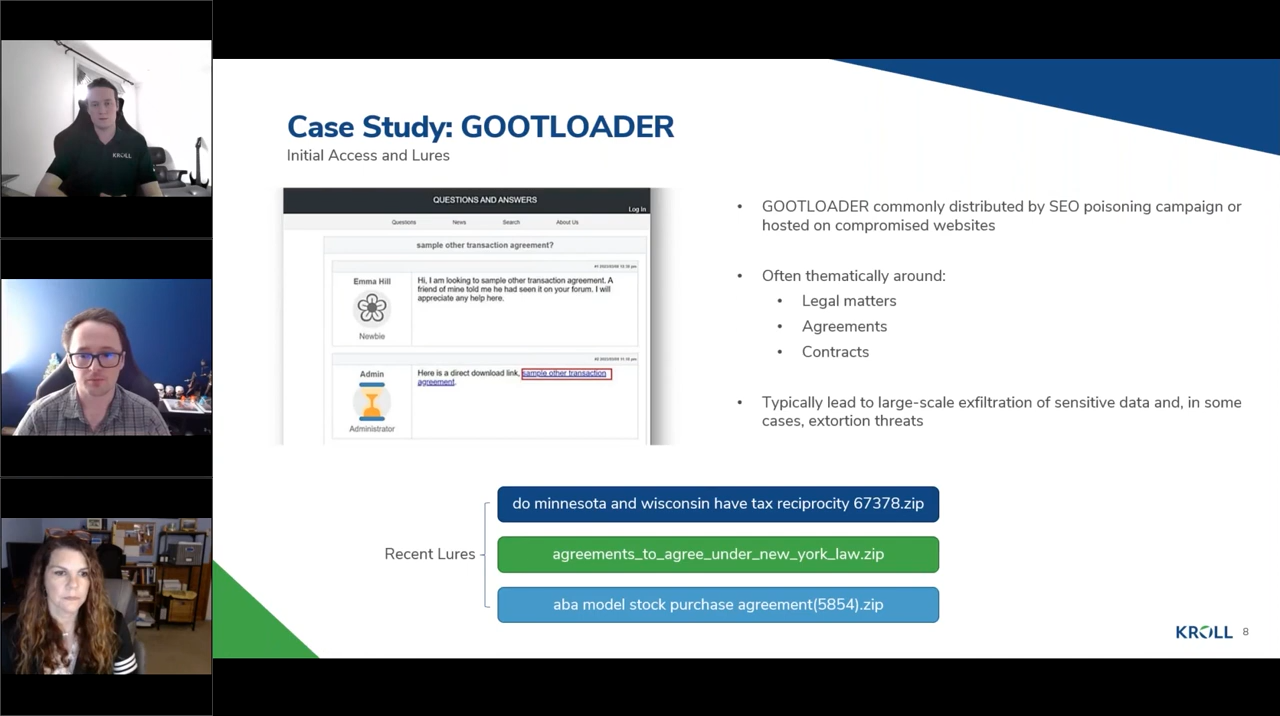 KROLL
Case Study: GOOTLOADER
Initial Access and Lures
QUESTIONS AND ANSWERS
Log In
Questions
News
Search
About Us
sample other transaction agreement?
Emma Hill
Newbie
Hi, I am looking to sample other transaction agreement. A
friend of mine told me he had seen it on your forum. I will
appreciate any help here.
Admin
Administrator
Here is a direct download link, sample other transaction
agreement.
• GOOTLOADER commonly distributed by SEO poisoning campaign or
hosted on compromised websites
• Often thematically around:
• Legal matters
• Agreements
• Contracts
• Typically lead to large-scale exfiltration of sensitive data and, in some
cases, extortion threats
Recent Lures
do minnesota and wisconsin have tax reciprocity 67378.zip
agreements_to_agree_under_new_york_law.zip
aba model stock purchase agreement(5854).zip
KROLL
8